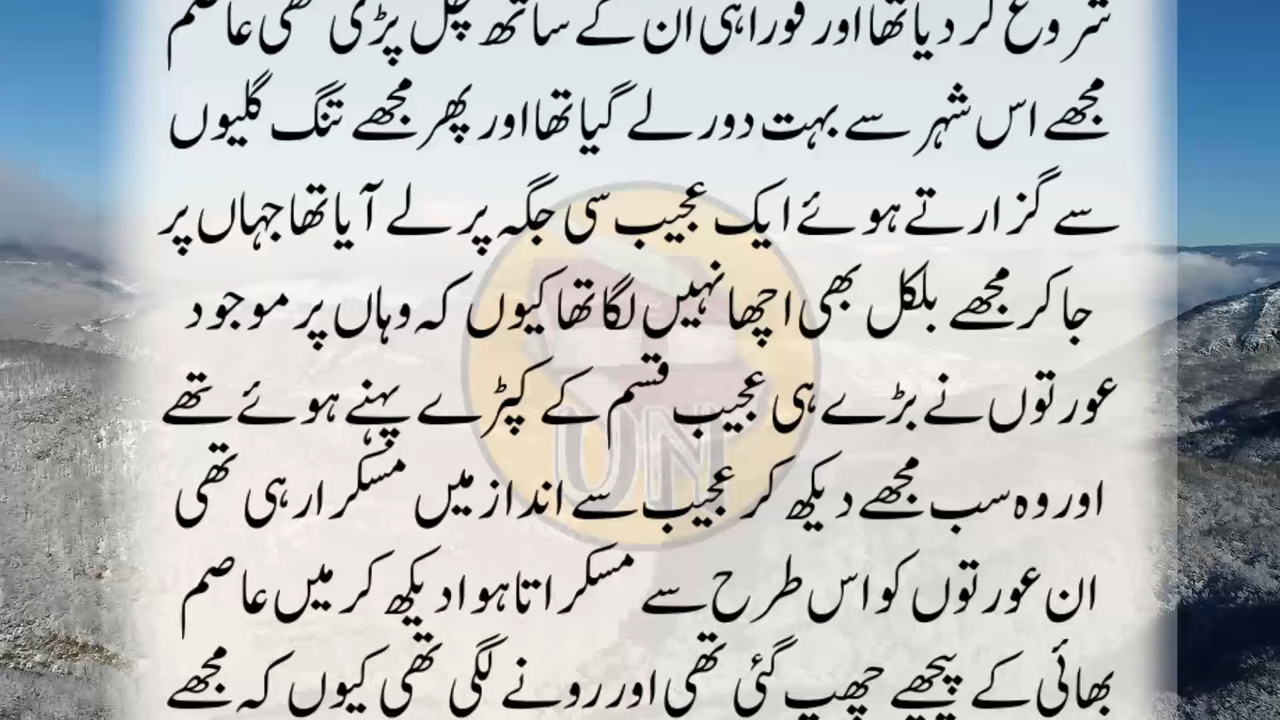 شروع کر دیا تھا اور فورا ہی ان کے ساتھ چل پڑی تھی عاصم
مجھے اس شہر سے بہت دور لے گیا تھا اور پھر مجھے تنگ گلیوں
سے گزارتے ہوئے ایک عجیب سی جگہ پر لے آیا تھا جہاں پر
جا کر مجھے بلکل بھی اچھا نہیں لگا تھا کیوں کہ وہاں پر موجود
عورتوں نے بڑے ہی عجیب قسم کے کپڑے پہنے ہوئے تھے
اور وہ سب مجھے دیکھ کر عجیب سے انداز میں مسکرا رہی تھی
ان عورتوں کو اس طرح سے مسکراتا ہوا دیکھ کر میں عاصم
بھائی کے پیچھے چھپ گئی تھی اور رونے لگی تھی کیوں کہ مجھے
UN